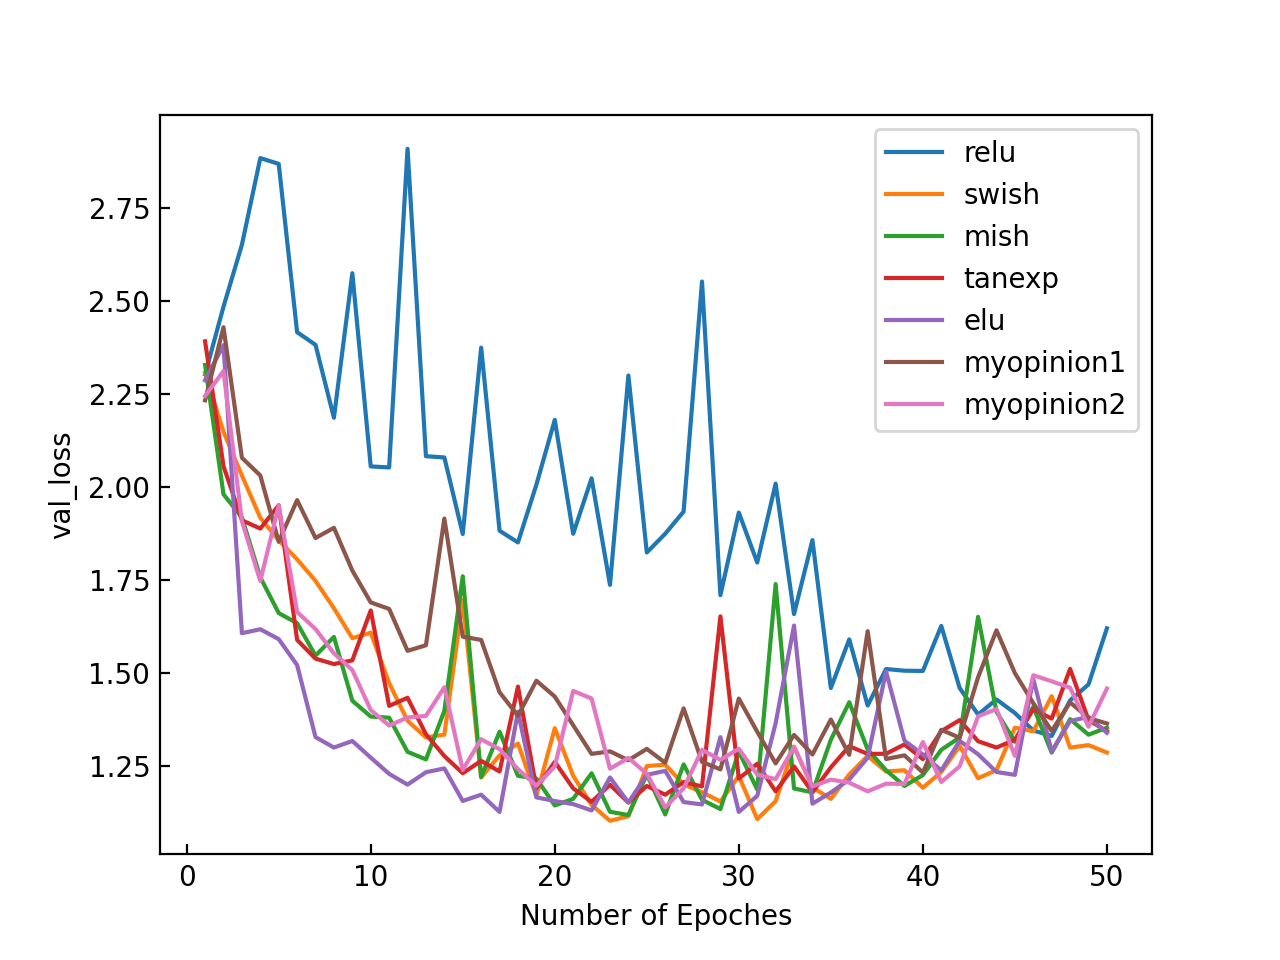 relu
swish
mish
tanexp
elu
myopinion1
myopinion2
2.75
2.50
2.25
2.00
1.75
1.50
1.25
val_loss
0 10 20 30 40 50
Number of Epoches